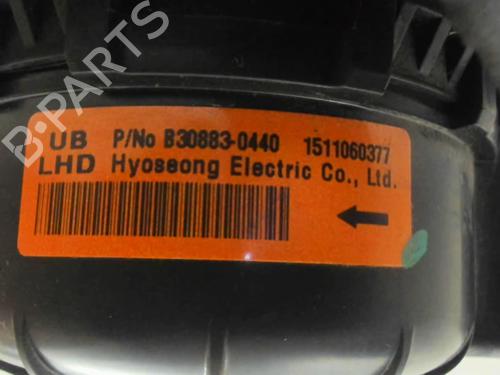 UB P/No B30883-0440 1511060377
LHD Hyoseong Electric Co., Ltd.
B-PARTS